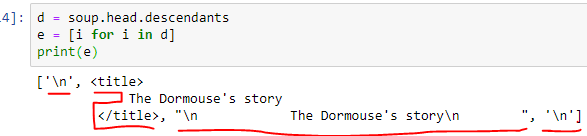 4]:
d = soup.head.descendants
e = [i for i in d]
print(e)
['\n', <title>
The Dormouse's story
</title>, "\n            The Dormouse's story\n        ", '\n']